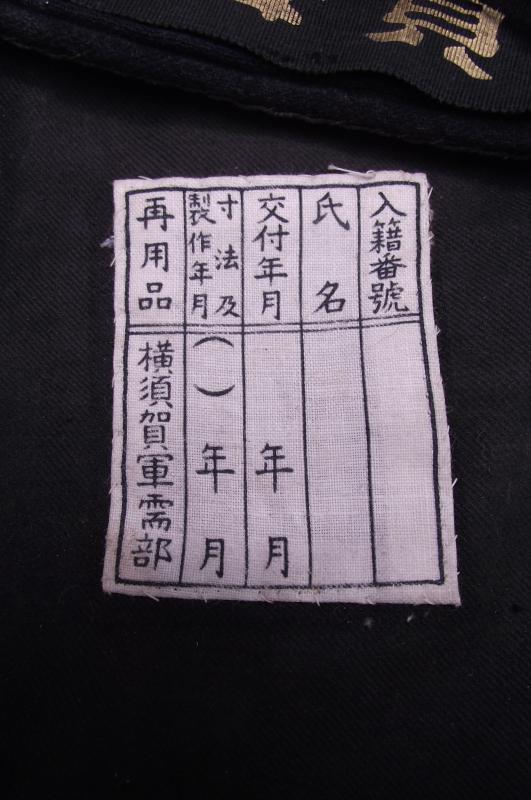 入籍番號
氏名
交付年月
年月
寸法及
製作年月
（ ）年月
再用品
横須賀軍需部